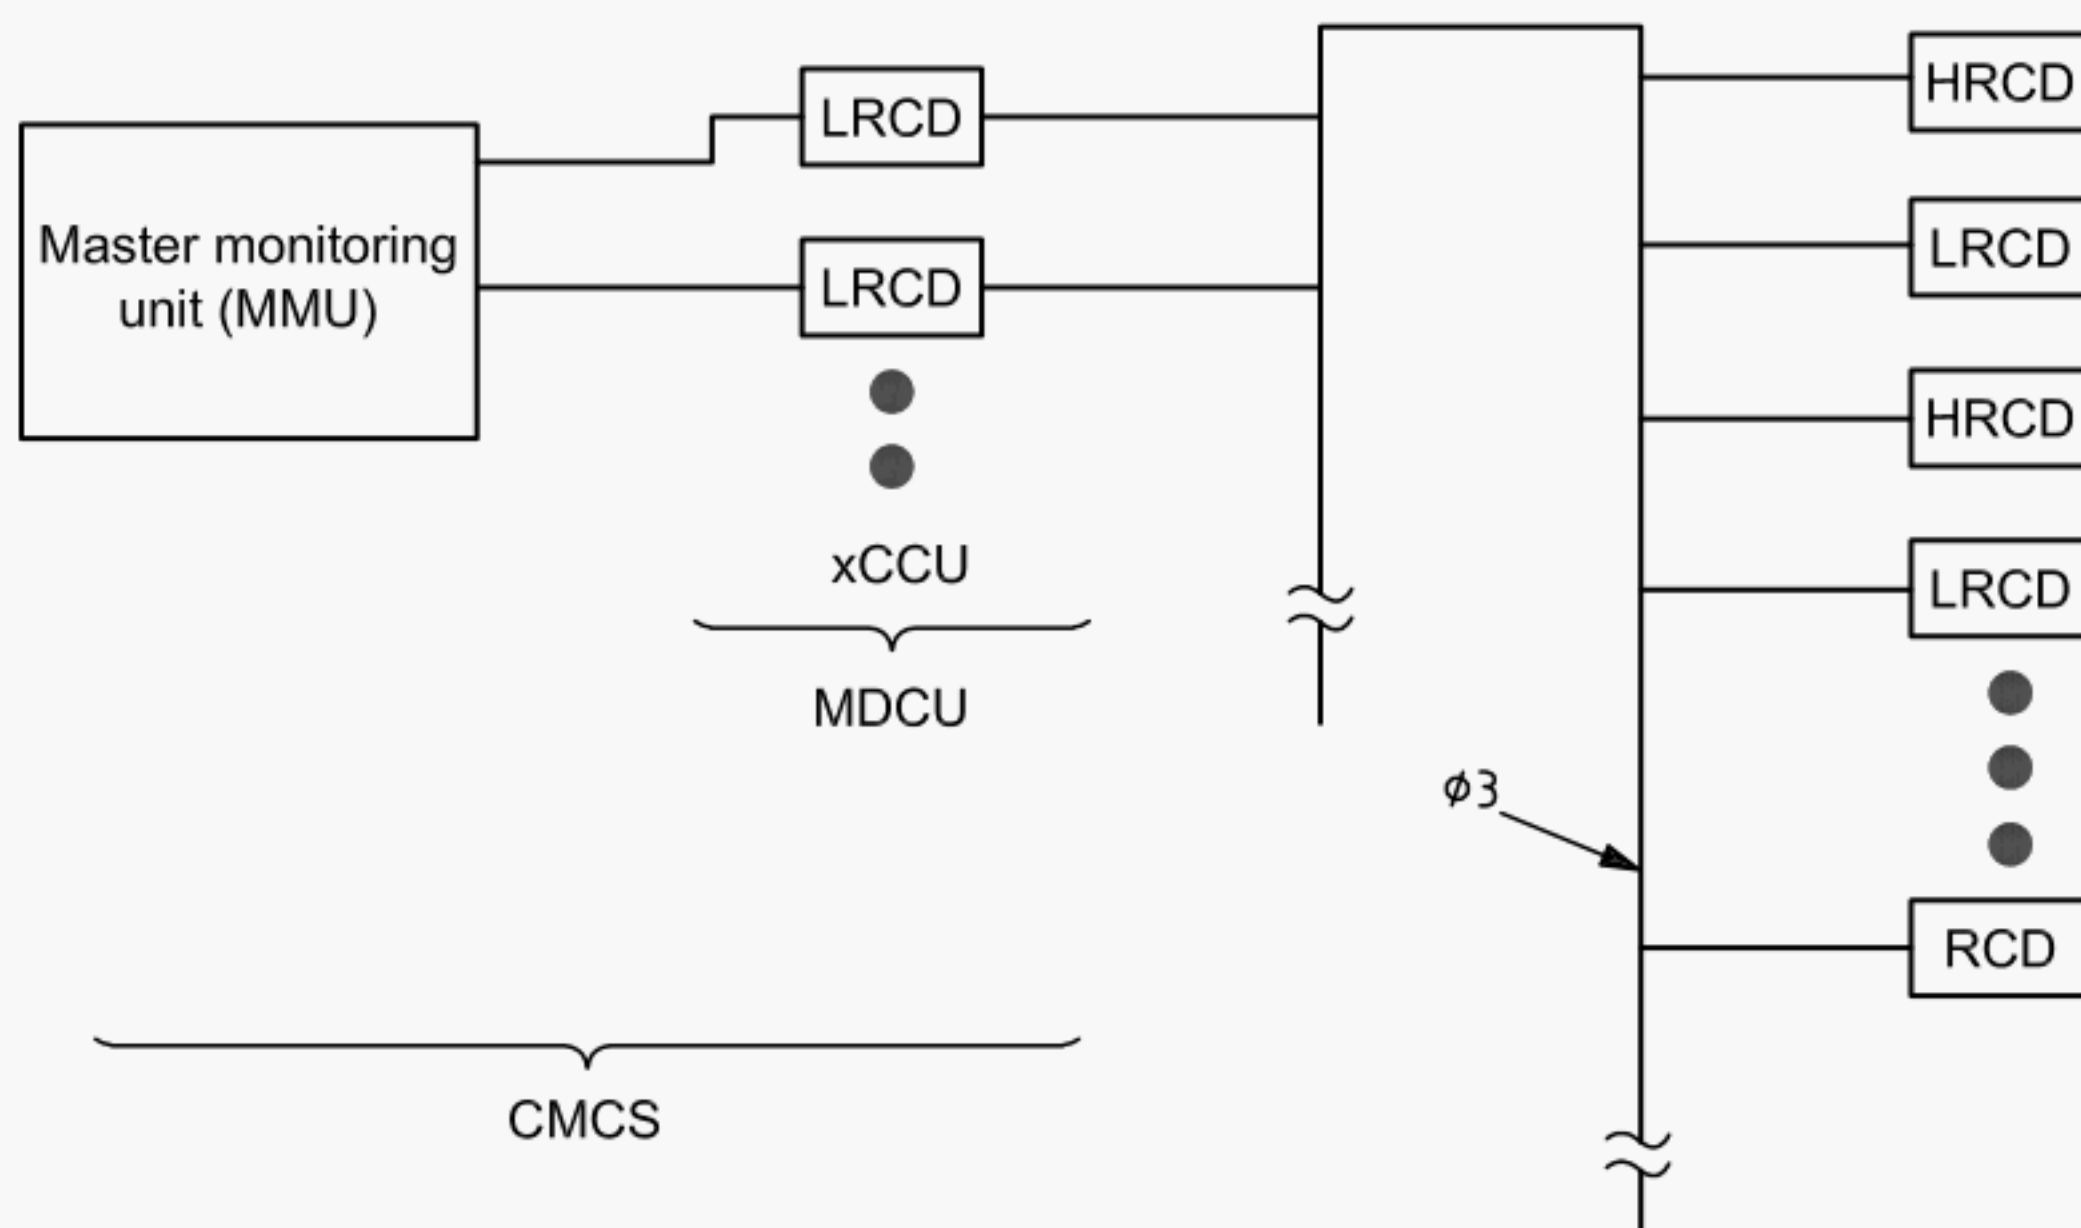 Master monitoring
unit (MMU)
LRCD
LRCD
xCCU
MDCU
CMCS
ϕ3
HRCD
LRCD
HRCD
LRCD
RCD